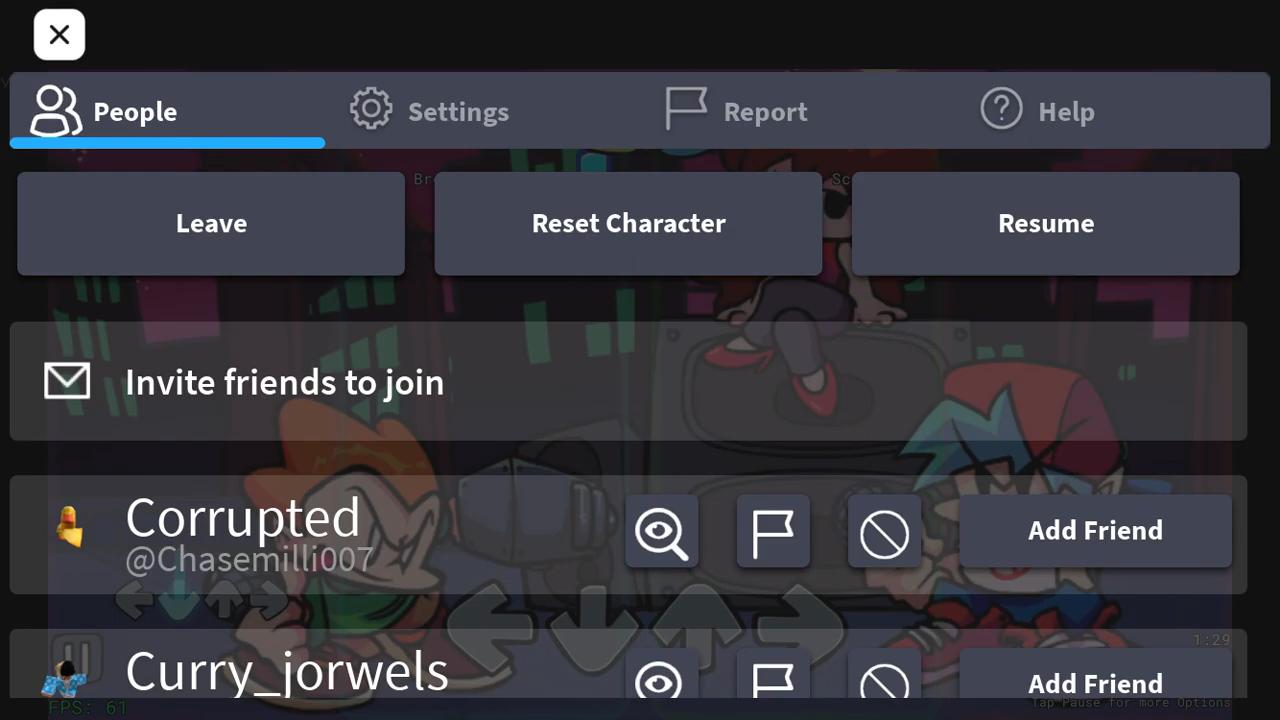 People
Settings
Report
Help
Leave
Reset Character
Resume
Invite friends to join
Corrupted
@Chasemilli007
Add Friend
1:29
Curry_jorwels
Add Friend
FPS: 61
Tap Pause for more Options